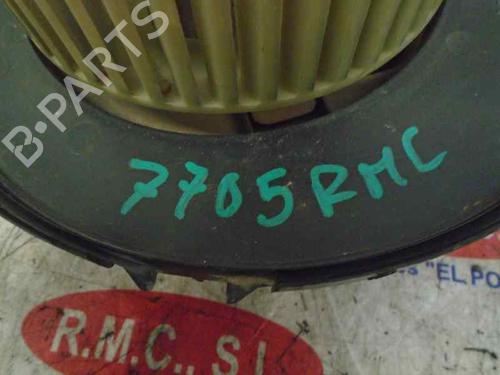 B-PARTS
7705RMC
"EL PO
R.M.C., S.L